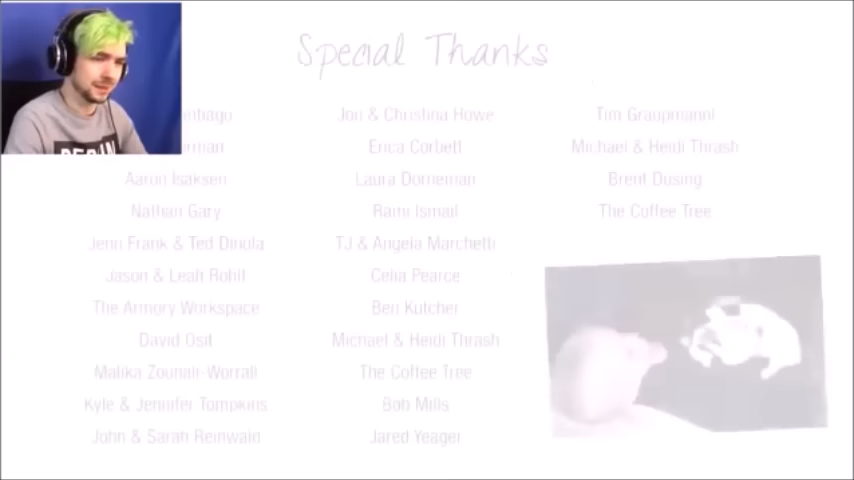 Special Thanks
Jon & Christina Howe
Tim Graupmann
Erica Corbett
Michael & Heidi Thrash
Aaron Isaksen
Laura Dorneman
Brent Dusing
Nathan Gary
Rami Ismail
The Coffee Tree
Jenn Frank & Ted Dinola
TJ & Angela Marchetti
Jason & Leah Rohlf
Celia Pearce
The Armory Workspace
Ben Kutcher
David Osit
Michael & Heidi Thrash
Malika Zouhali-Worrall
The Coffee Tree
Kyle & Jennifer Tompkins
Bob Mills
John & Sarah Reinwald
Jared Yeager